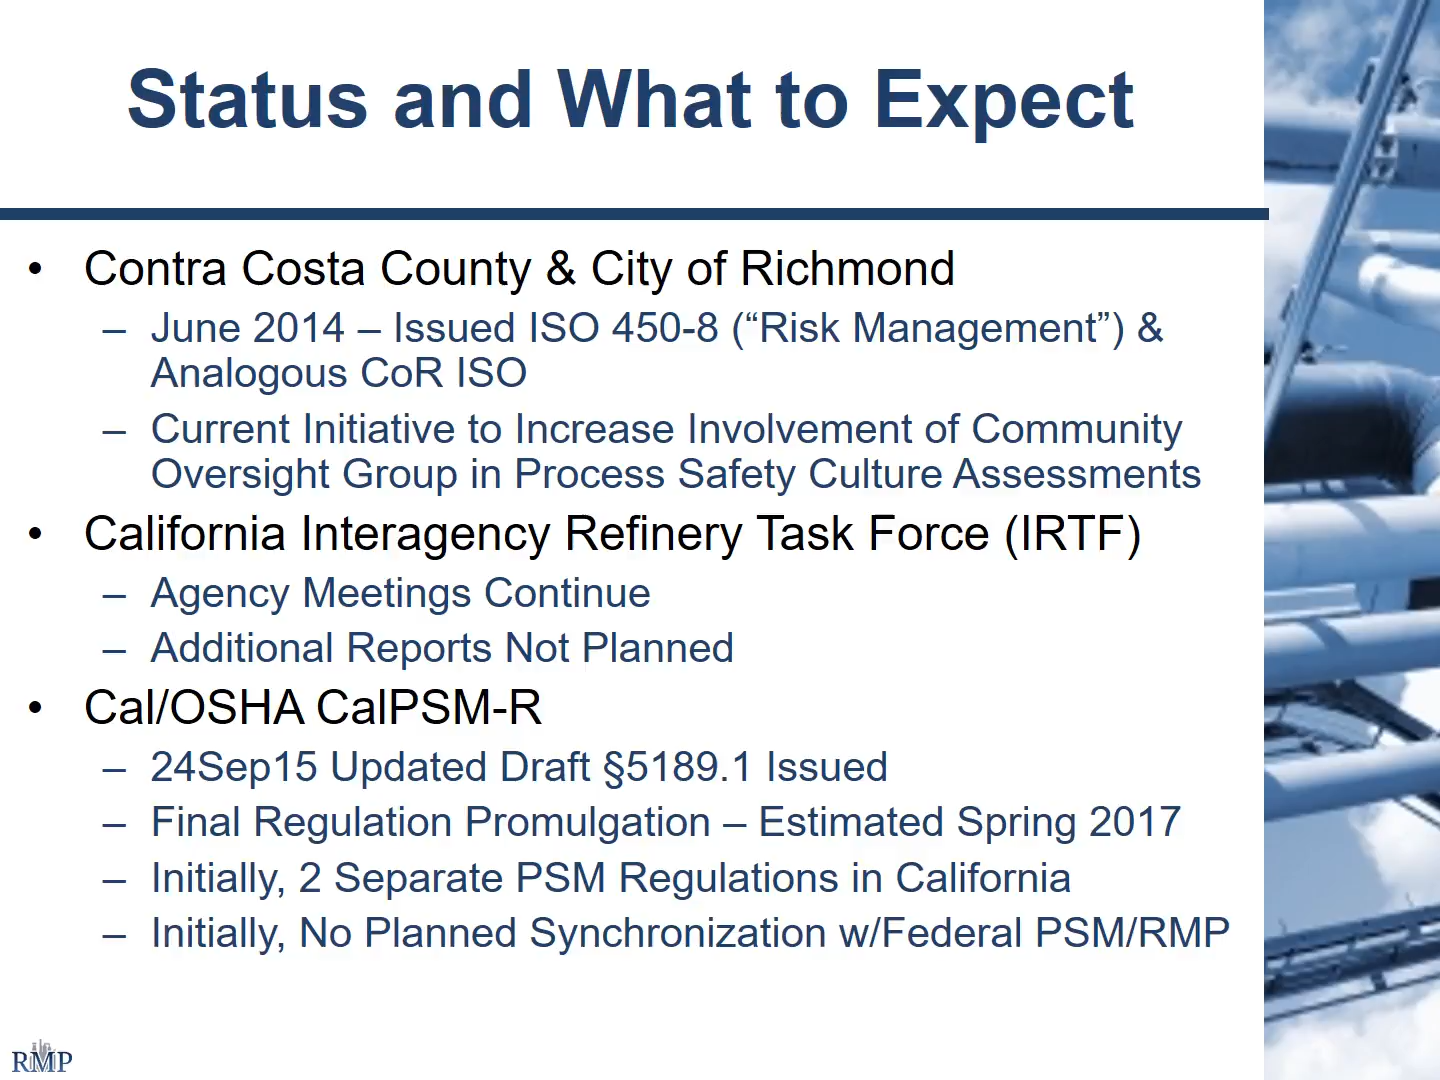 Status and What to Expect
• Contra Costa County & City of Richmond
– June 2014 – Issued ISO 450-8 (“Risk Management”) &
Analogous CoR ISO
– Current Initiative to Increase Involvement of Community
Oversight Group in Process Safety Culture Assessments
• California Interagency Refinery Task Force (IRTF)
– Agency Meetings Continue
– Additional Reports Not Planned
• Cal/OSHA CalPSM-R
– 24Sep15 Updated Draft §5189.1 Issued
– Final Regulation Promulgation – Estimated Spring 2017
– Initially, 2 Separate PSM Regulations in California
– Initially, No Planned Synchronization w/Federal PSM/RMP
RMP